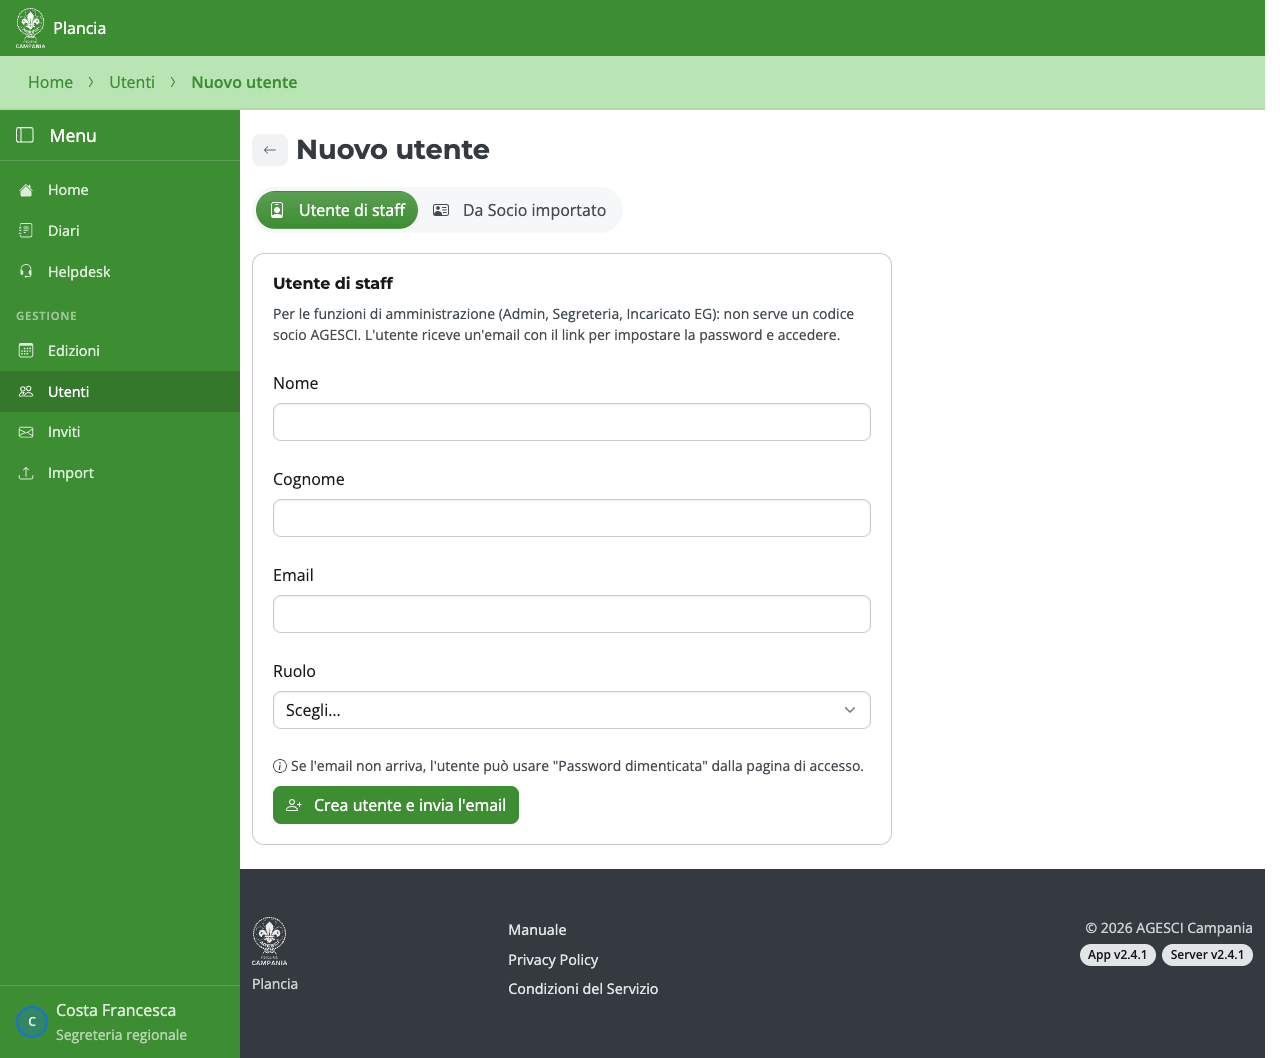 CAMPANIA
Plancia
Home
Utenti
Nuovo utente
Menu
Home
Diari
Helpdesk
GESTIONE
Edizioni
Utenti
Inviti
Import
Costa Francesca
C
Segreteria regionale
Nuovo utente
Utente di staff
Da Socio importato
Utente di staff
Per le funzioni di amministrazione (Admin, Segreteria, Incaricato EG): non serve un codice
socio AGESCI. L'utente riceve un'email con il link per impostare la password e accedere.
Nome
Cognome
Email
Ruolo
Scegli...
Se l'email non arriva, l'utente può usare "Password dimenticata" dalla pagina di accesso.
Crea utente e invia l'email
CAMPANIA
Plancia
Manuale
Privacy Policy
Condizioni del Servizio
© 2026 AGESCI Campania
App v2.4.1
Server v2.4.1